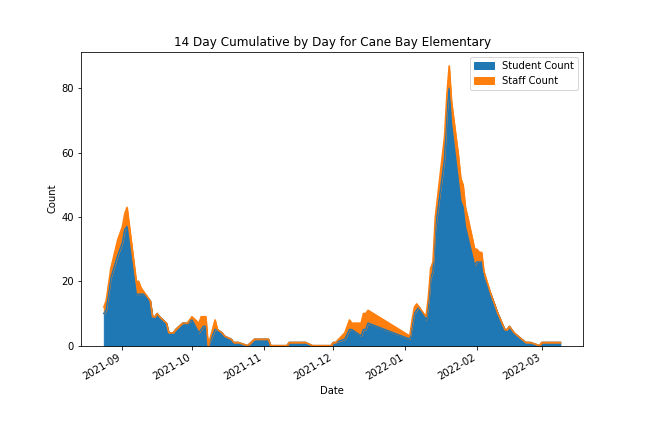 14 Day Cumulative by Day for Cane Bay Elementary
Student Count
Staff Count
Count
80
60
40
20
0
2021-09
2021-10
2021-11
2021-12
2022-01
2022-02
2022-03
Date